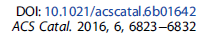 DOI: 10.1021/acscatal.6b01642
ACS Catal. 2016, 6, 6823−6832